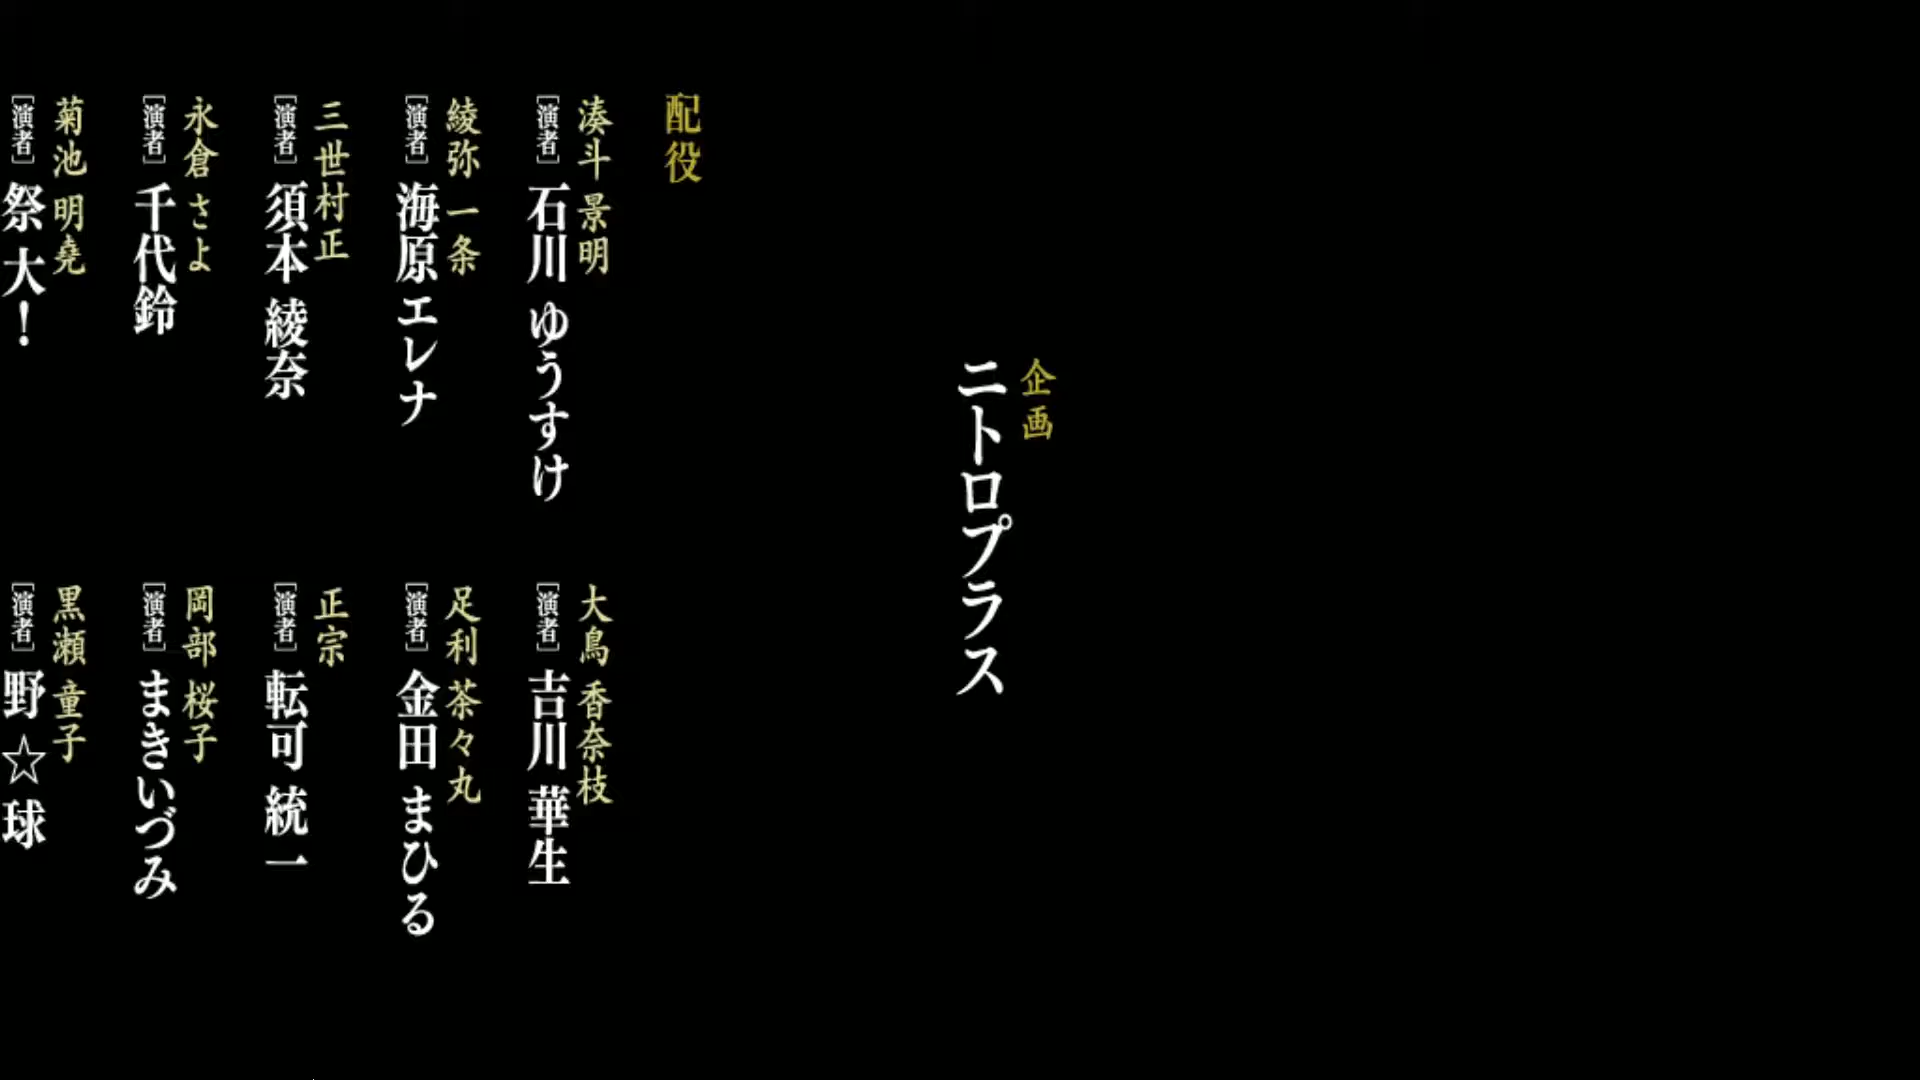 企画
ニトロプラス
配役
湊斗 景明
［演者］石川 ゆうすけ
大鳥 香奈枝
［演者］吉川 華生
綾弥 一条
［演者］海原 エレナ
足利 茶々丸
［演者］金田 まひる
三世村正
［演者］須本 綾奈
正宗
［演者］転可 統一
永倉 さよ
［演者］千代鈴
岡部 桜子
［演者］まきいづみ
菊池 明堯
［演者］祭 大！
黒瀬 童子
［演者］野☆球